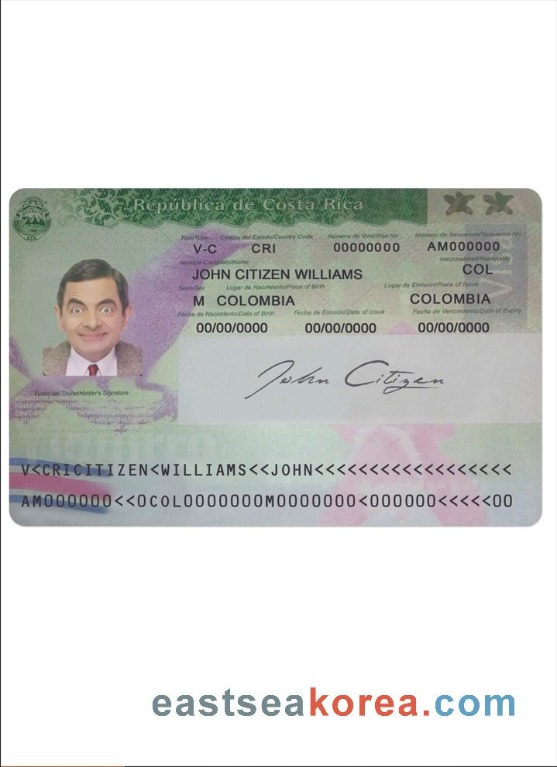 República de Costa Rica
Tipo/Type Código del Estado/Country Code Número de Visa/Visa No. Número de Secuencia/Sequence No.
V-C CRI 00000000 AM000000
Nombre Completo/Name Nacionalidad/Nationality
JOHN CITIZEN WILLIAMS COL
Sexo/Sex Lugar de Nacimiento/Place of Birth Lugar de Emisión/Place of Issue
M COLOMBIA COLOMBIA
Fecha de Nacimiento/Date of Birth Fecha de Emisión/Date of Issue Fecha de Vencimiento/Date of Expiry
00/00/0000 00/00/0000 00/00/0000
John Citizen
Titular/Holder's Signature
V<CRICITIZEN<WILLIAMS<<JOHN<<<<<<<<<<<<<<<<<<<
AM000000<<0COL0000000M0000000<000000<<<<<00
eastseakorea.com